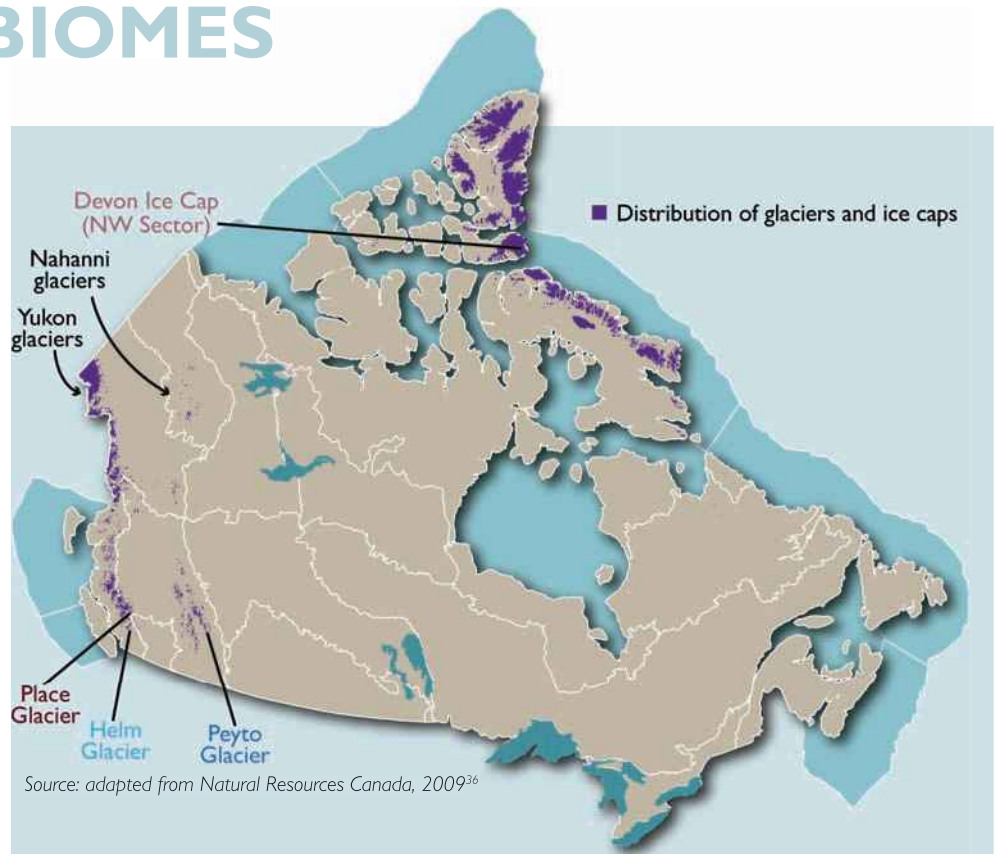 BIOMES
Devon Ice Cap
(NW Sector)
Distribution of glaciers and ice caps
Nahanni
glaciers
Yukon
glaciers
Place
Glacier
Helm
Glacier
Peyto
Glacier
Source: adapted from Natural Resources Canada, 2009³⁶